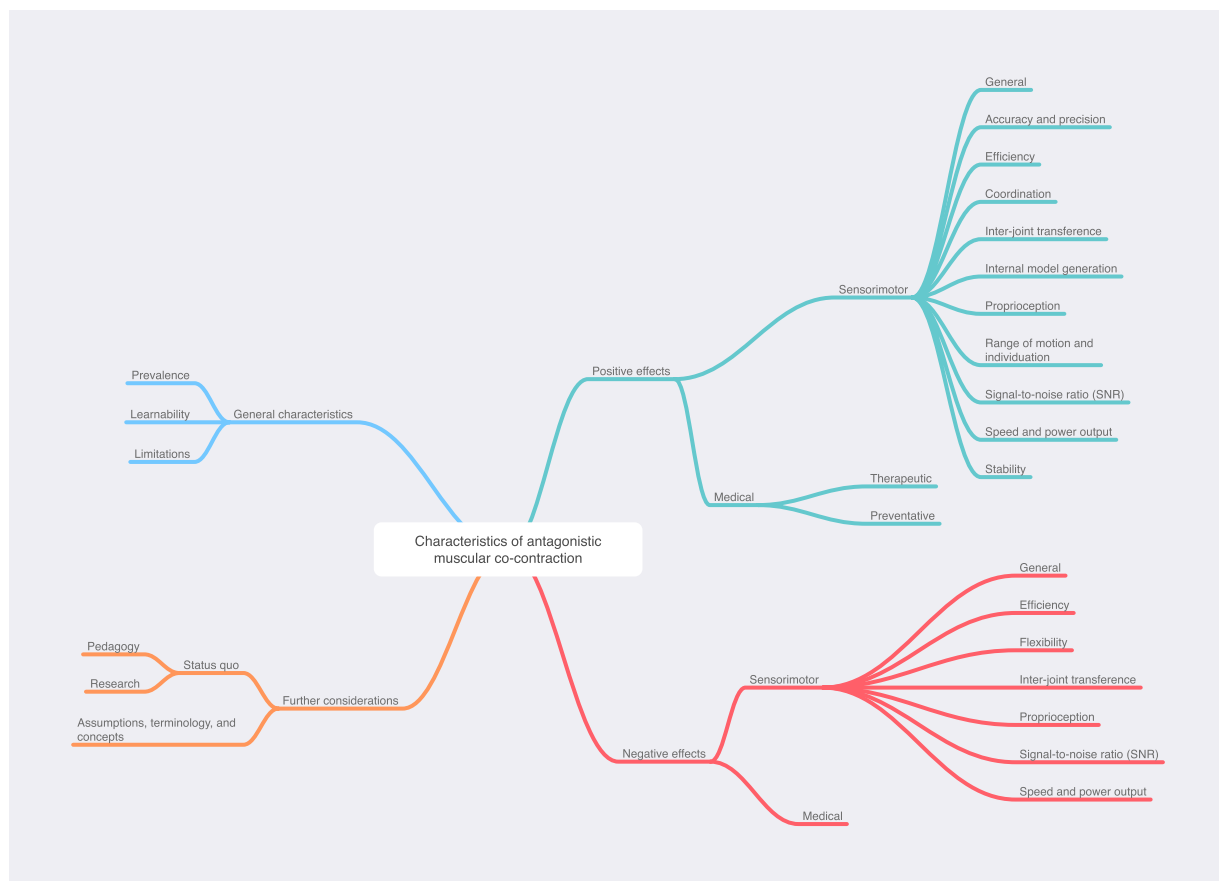 Characteristics of antagonistic
muscular co-contraction
General characteristics
Prevalence
Learnability
Limitations
Positive effects
Sensorimotor
General
Accuracy and precision
Efficiency
Coordination
Inter-joint transference
Internal model generation
Proprioception
Range of motion and
individuation
Signal-to-noise ratio (SNR)
Speed and power output
Stability
Medical
Therapeutic
Preventative
Negative effects
Sensorimotor
General
Efficiency
Flexibility
Inter-joint transference
Proprioception
Signal-to-noise ratio (SNR)
Speed and power output
Medical
Further considerations
Status quo
Pedagogy
Research
Assumptions, terminology, and
concepts